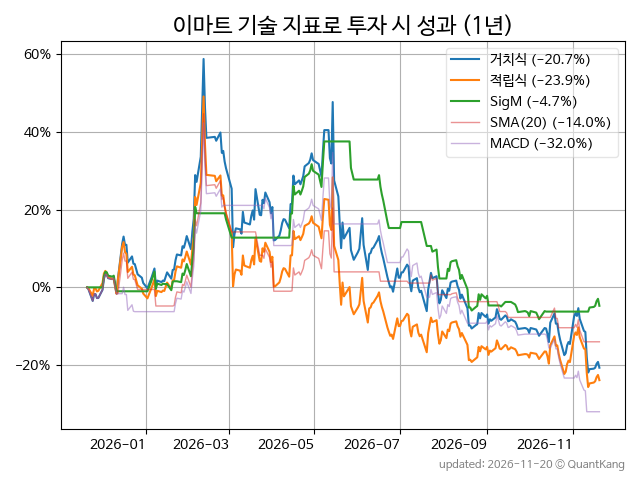 이마트 기술 지표로 투자 시 성과 (1년)
60%
40%
20%
0%
−20%
거치식 (−20.7%)
적립식 (−23.9%)
SigM (−4.7%)
SMA(20) (−14.0%)
MACD (−32.0%)
2026-01 2026-03 2026-05 2026-07 2026-09 2026-11
updated: 2026-11-20 © QuantKang